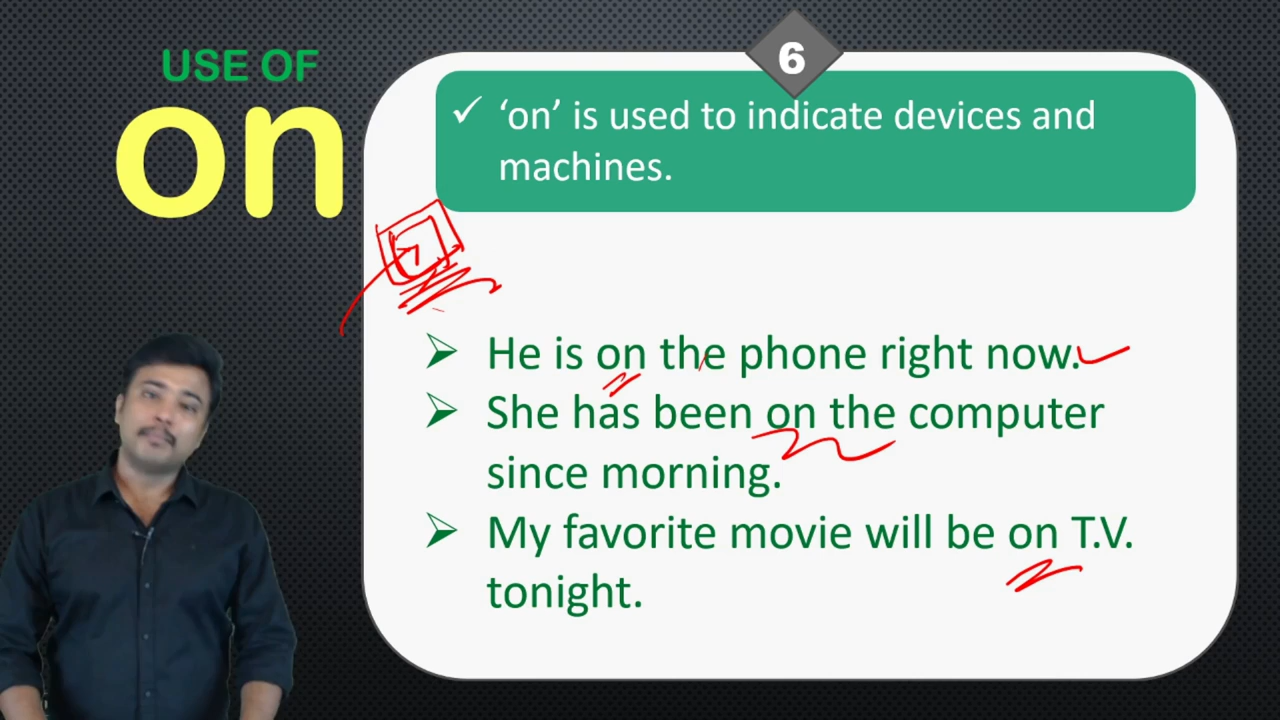 USE OF
on
6
✓ ‘on’ is used to indicate devices and
machines.
➢ He is on the phone right now.
➢ She has been on the computer
since morning.
➢ My favorite movie will be on T.V.
tonight.